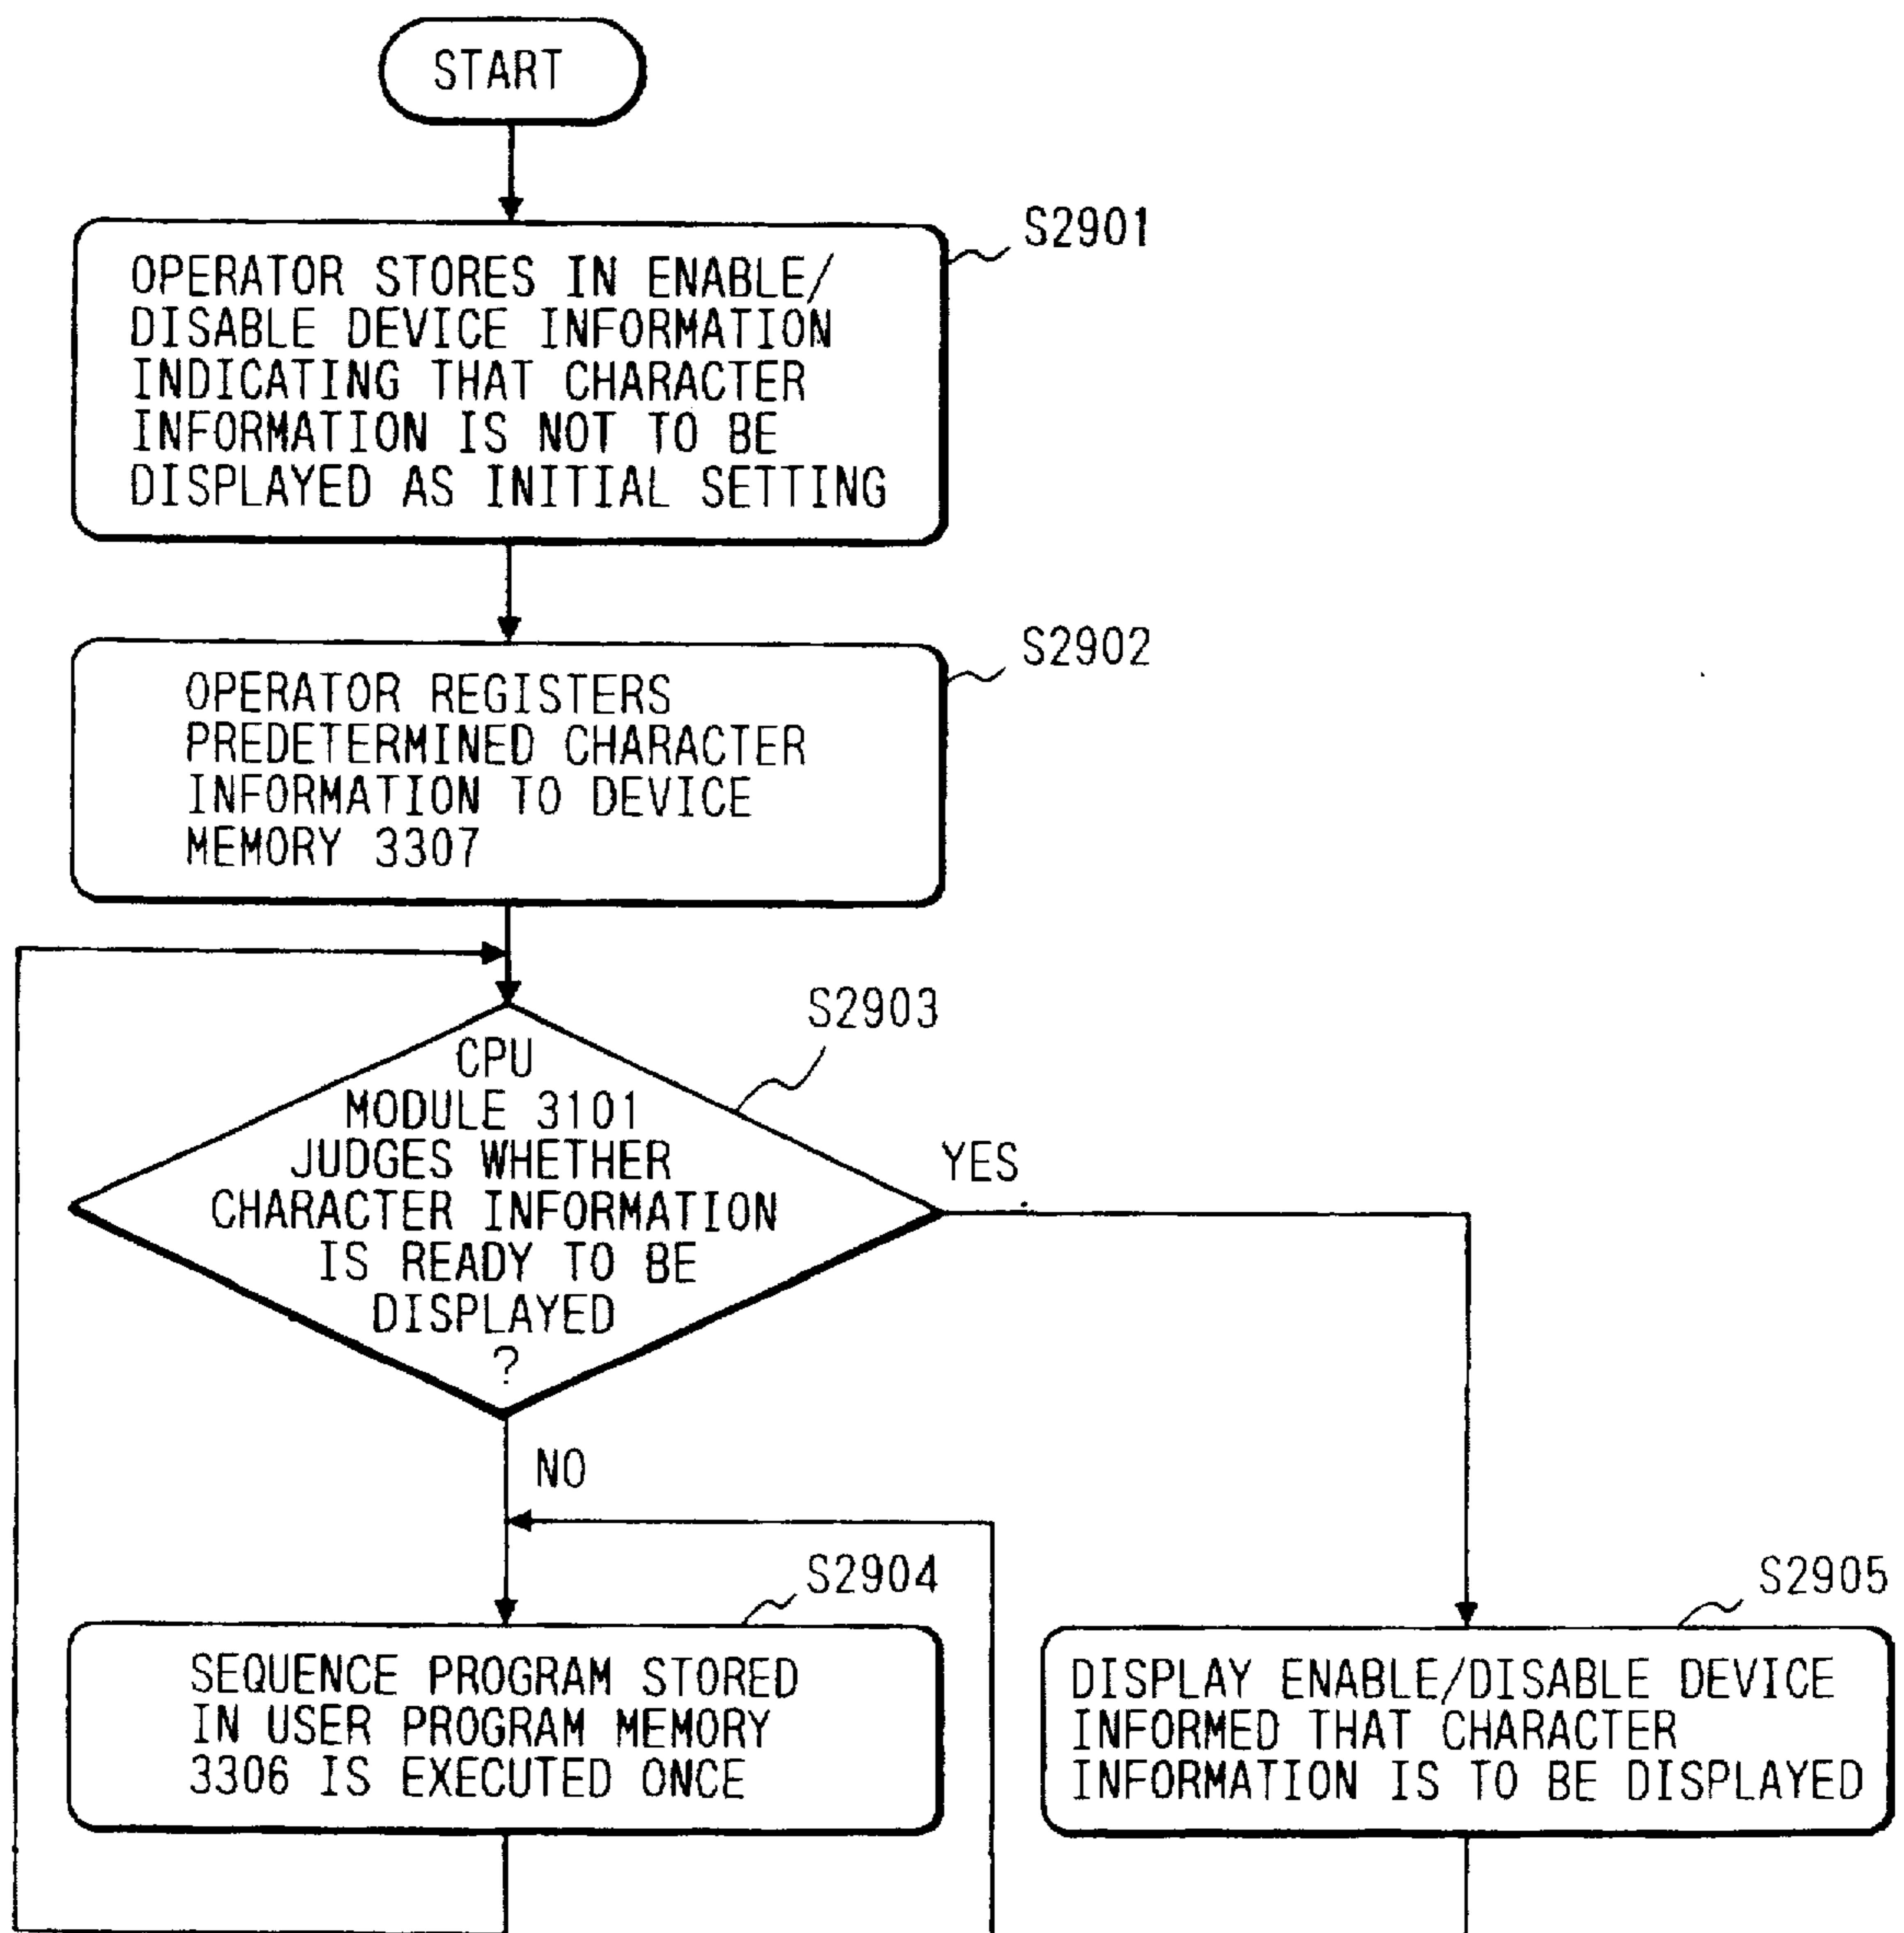 START
S2901
OPERATOR STORES IN ENABLE/
DISABLE DEVICE INFORMATION
INDICATING THAT CHARACTER
INFORMATION IS NOT TO BE
DISPLAYED AS INITIAL SETTING
S2902
OPERATOR REGISTERS
PREDETERMINED CHARACTER
INFORMATION TO DEVICE
MEMORY 3307
S2903
CPU
MODULE 3101
JUDGES WHETHER
CHARACTER INFORMATION
IS READY TO BE
DISPLAYED
?
YES
NO
S2904
SEQUENCE PROGRAM STORED
IN USER PROGRAM MEMORY
3306 IS EXECUTED ONCE
S2905
DISPLAY ENABLE/DISABLE DEVICE
INFORMED THAT CHARACTER
INFORMATION IS TO BE DISPLAYED